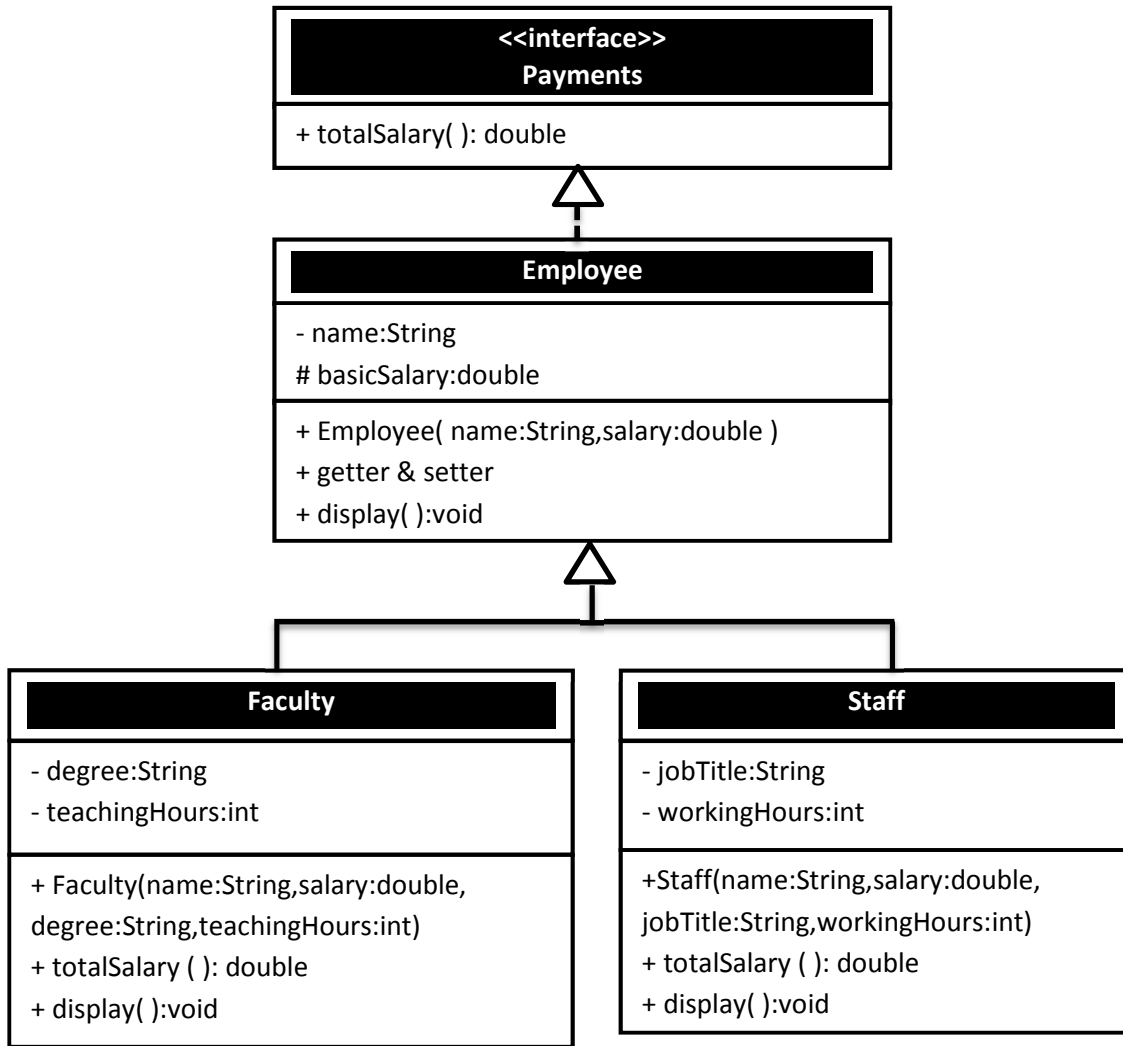 <<interface>>
Payments
+ totalSalary( ): double
Employee
- name:String
# basicSalary:double
+ Employee( name:String,salary:double )
+ getter & setter
+ display( ):void
Faculty
- degree:String
- teachingHours:int
+ Faculty(name:String,salary:double,
degree:String,teachingHours:int)
+ totalSalary ( ): double
+ display( ):void
Staff
- jobTitle:String
- workingHours:int
+Staff(name:String,salary:double,
jobTitle:String,workingHours:int)
+ totalSalary ( ): double
+ display( ):void